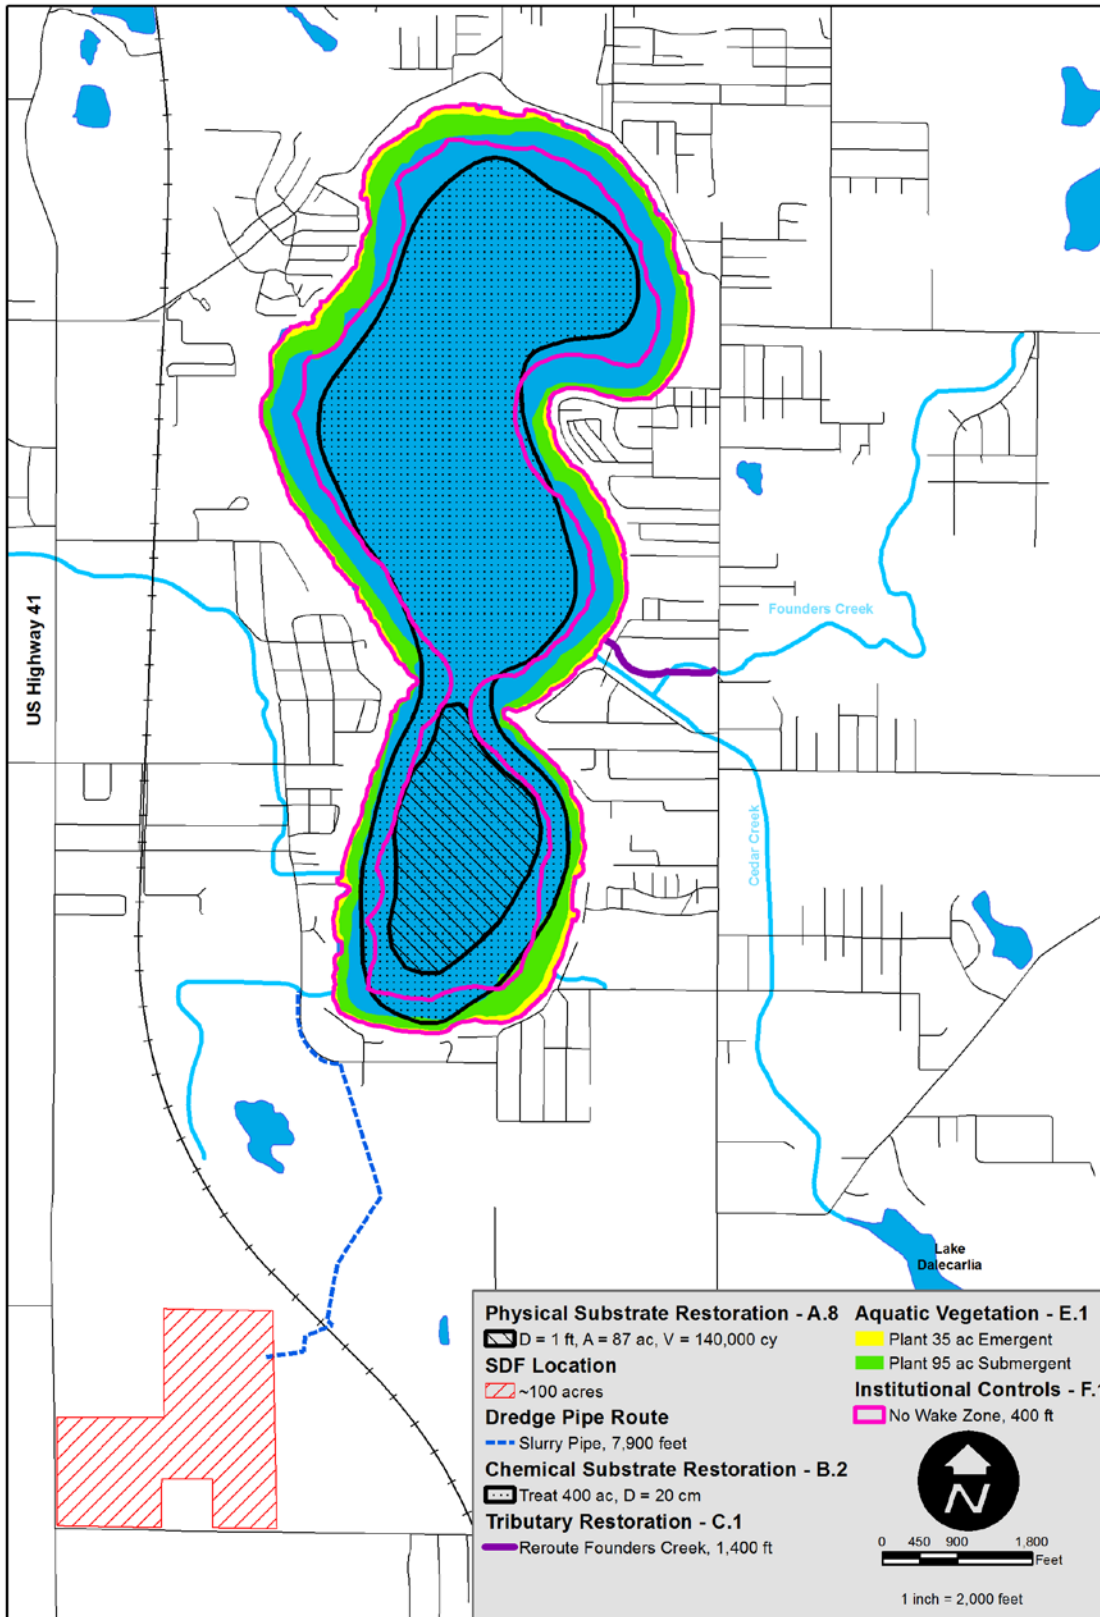 US Highway 41
Founders Creek
Cedar Creek
Lake
Dalecarlia
Physical Substrate Restoration - A.8
D = 1 ft, A = 87 ac, V = 140,000 cy
SDF Location
~100 acres
Dredge Pipe Route
Slurry Pipe, 7,900 feet
Chemical Substrate Restoration - B.2
Treat 400 ac, D = 20 cm
Tributary Restoration - C.1
Reroute Founders Creek, 1,400 ft
Aquatic Vegetation - E.1
Plant 35 ac Emergent
Plant 95 ac Submergent
Institutional Controls - F.1
No Wake Zone, 400 ft
N
0 450 900 1,800
Feet
1 inch = 2,000 feet